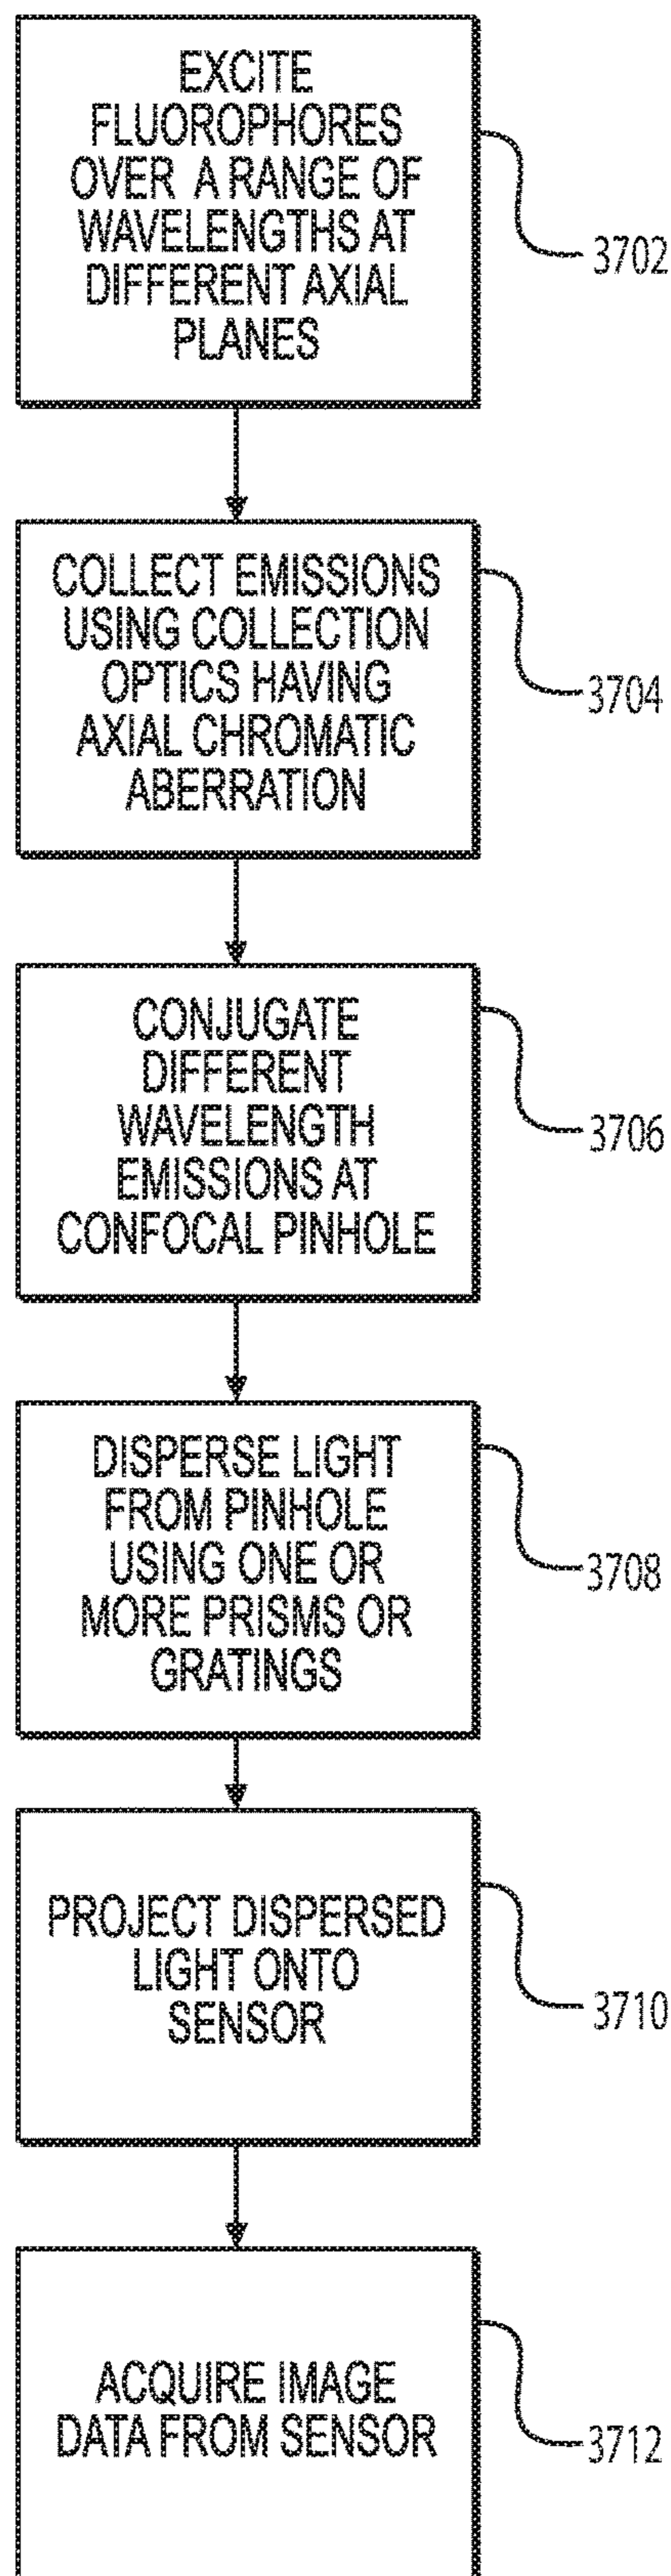 EXCITE
FLUOROPHORES
OVER A RANGE OF
WAVELENGTHS AT
DIFFERENT AXIAL
PLANES
3702
COLLECT EMISSIONS
USING COLLECTION
OPTICS HAVING
AXIAL CHROMATIC
ABERRATION
3704
CONJUGATE
DIFFERENT
WAVELENGTH
EMISSIONS AT
CONFOCAL PINHOLE
3706
DISPERSE LIGHT
FROM PINHOLE
USING ONE OR
MORE PRISMS OR
GRATINGS
3708
PROJECT DISPERSED
LIGHT ONTO
SENSOR
3710
ACQUIRE IMAGE
DATA FROM SENSOR
3712